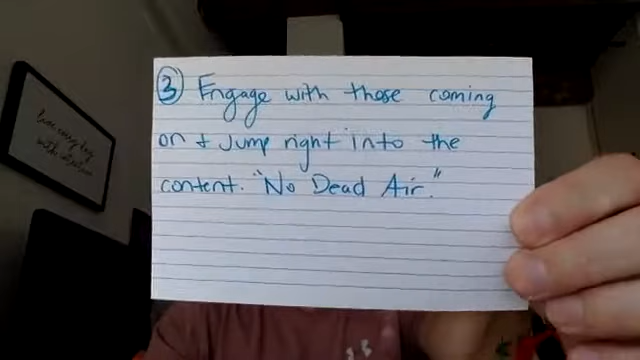 ③ Engage with those coming
on & Jump right into the
content. "No Dead Air."